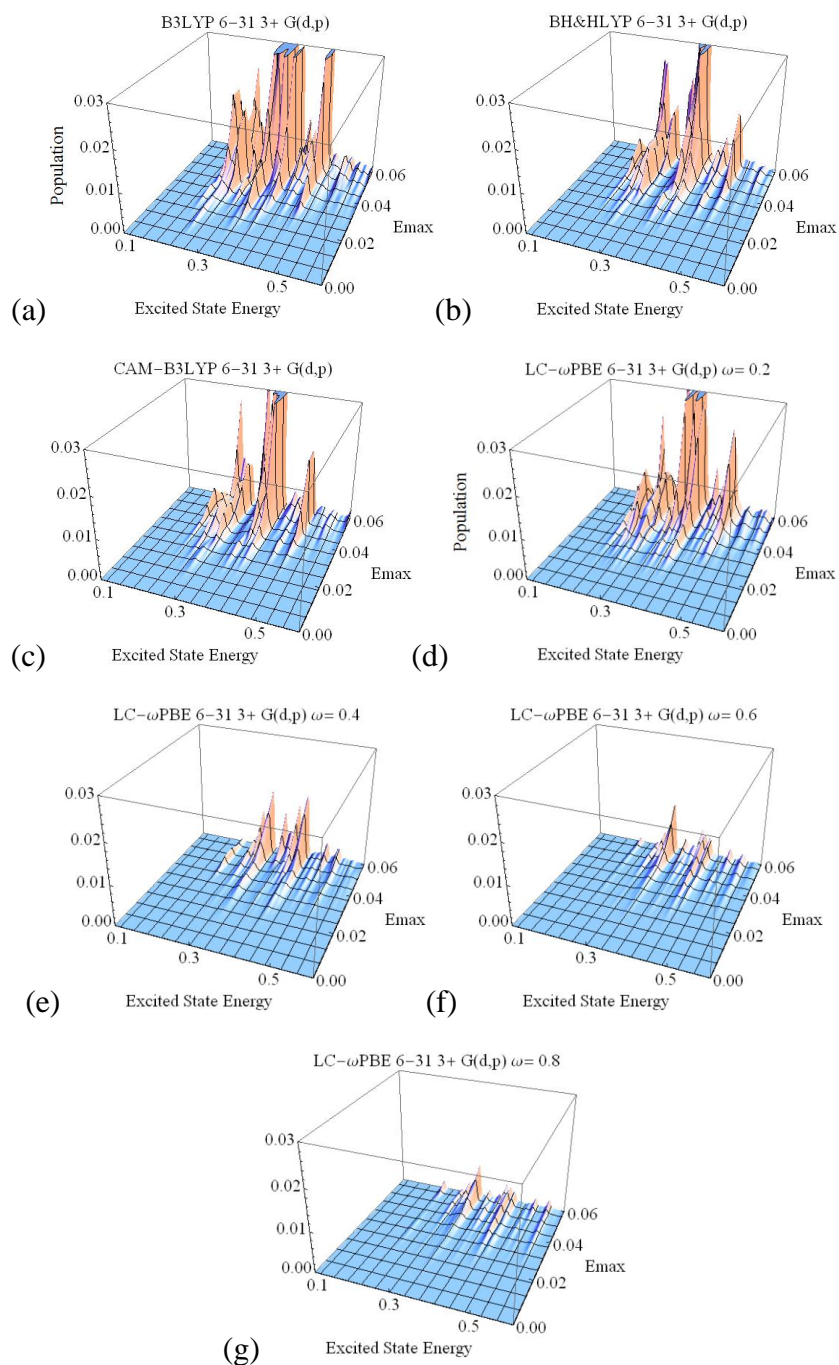 B3LYP 6−31 3+ G(d,p)
0.03
0.02
Population
0.01
0.00
0.1
0.3
0.5
0.00
0.02
0.04
0.06
Emax
Excited State Energy
(a)
BH&HLYP 6−31 3+ G(d,p)
0.03
0.02
0.01
0.00
0.1
0.3
0.5
0.00
0.02
0.04
0.06
Emax
Excited State Energy
(b)
CAM−B3LYP 6−31 3+ G(d,p)
0.03
0.02
0.01
0.00
0.1
0.3
0.5
0.00
0.02
0.04
0.06
Emax
Excited State Energy
(c)
LC−ωPBE 6−31 3+ G(d,p) ω= 0.2
0.03
0.02
Population
0.01
0.00
0.1
0.3
0.5
0.00
0.02
0.04
0.06
Emax
Excited State Energy
(d)
LC−ωPBE 6−31 3+ G(d,p) ω= 0.4
0.03
0.02
0.01
0.00
0.1
0.3
0.5
0.00
0.02
0.04
0.06
Emax
Excited State Energy
(e)
LC−ωPBE 6−31 3+ G(d,p) ω= 0.6
0.03
0.02
0.01
0.00
0.1
0.3
0.5
0.00
0.02
0.04
0.06
Emax
Excited State Energy
(f)
LC−ωPBE 6−31 3+ G(d,p) ω= 0.8
0.03
0.02
0.01
0.00
0.1
0.3
0.5
0.00
0.02
0.04
0.06
Emax
Excited State Energy
(g)